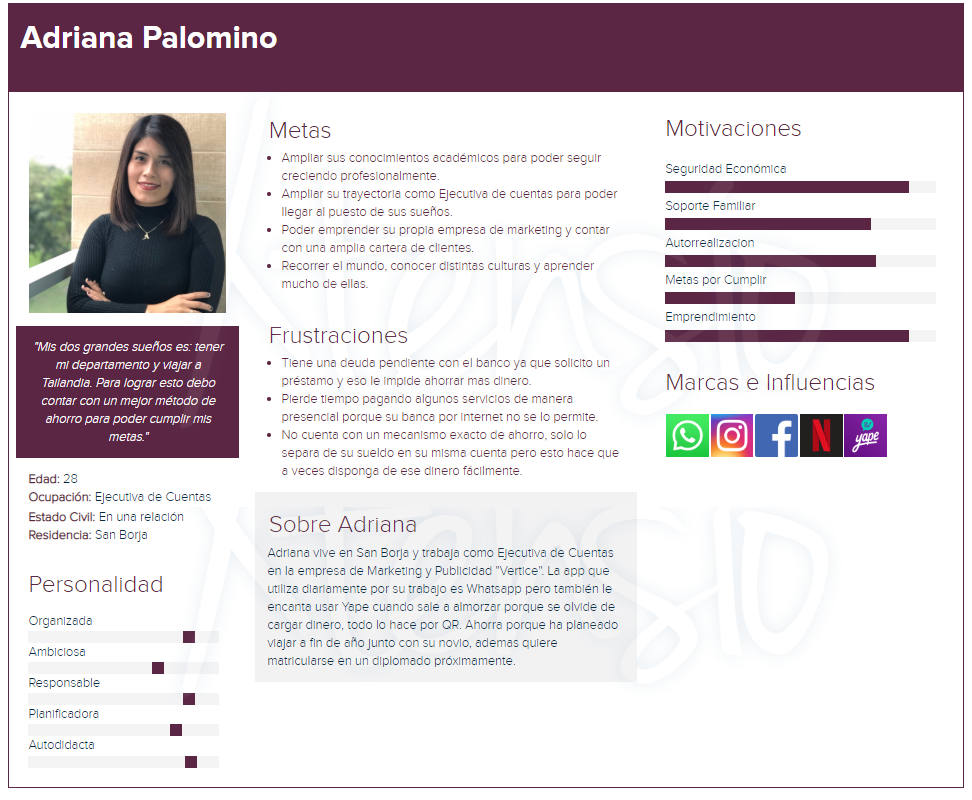 Adriana Palomino
"Mis dos grandes sueños es: tener
mi departamento y viajar a
Tailandia. Para lograr esto debo
contar con un mejor método de
ahorro para poder cumplir mis
metas."
Edad: 28
Ocupación: Ejecutiva de Cuentas
Estado Civil: En una relación
Residencia: San Borja
Personalidad
Organizada
Ambiciosa
Responsable
Planificadora
Autodidacta
Metas
Ampliar sus conocimientos académicos para poder seguir
creciendo profesionalmente.
Ampliar su trayectoria como Ejecutiva de cuentas para poder
llegar al puesto de sus sueños.
Poder emprender su propia empresa de marketing y contar
con una amplia cartera de clientes.
Recorrer el mundo, conocer distintas culturas y aprender
mucho de ellas.
Frustraciones
Tiene una deuda pendiente con el banco ya que solicito un
préstamo y eso le impide ahorrar mas dinero.
Pierde tiempo pagando algunos servicios de manera
presencial porque su banca por internet no se lo permite.
No cuenta con un mecanismo exacto de ahorro, solo lo
separa de su sueldo en su misma cuenta pero esto hace que
a veces disponga de ese dinero fácilmente.
Sobre Adriana
Adriana vive en San Borja y trabaja como Ejecutiva de Cuentas
en la empresa de Marketing y Publicidad "Vertice". La app que
utiliza diariamente por su trabajo es Whatsapp pero también le
encanta usar Yape cuando sale a almorzar porque se olvide de
cargar dinero, todo lo hace por QR. Ahorra porque ha planeado
viajar a fin de año junto con su novio, ademas quiere
matricularse en un diplomado próximamente.
Motivaciones
Seguridad Económica
Soporte Familiar
Autorrealizacion
Metas por Cumplir
Emprendimiento
Marcas e Influencias
yape
Xtensio
Xtensio